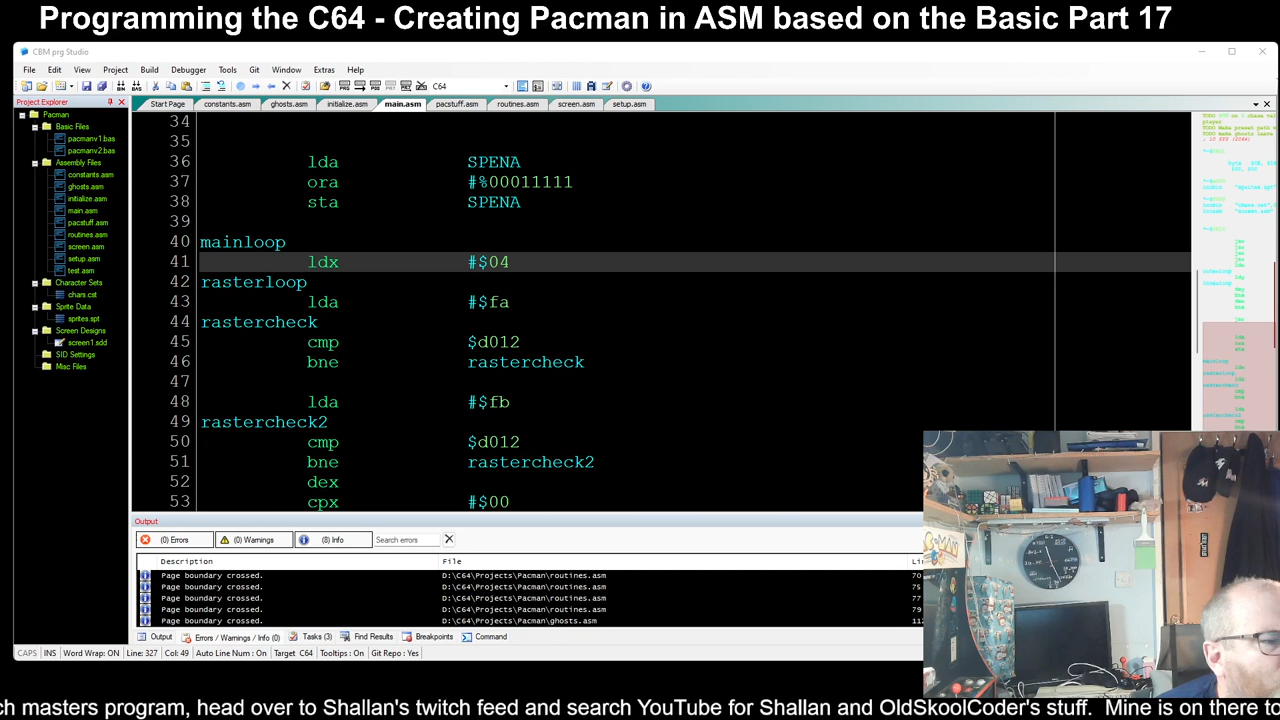 Programming the C64 - Creating Pacman in ASM based on the Basic Part 17
CBM prg Studio
File Edit View Project Build Debugger Tools Git Window Extras Help
C64
Project Explorer
Start Page constants.asm ghosts.asm initialize.asm main.asm pacstuff.asm routines.asm screen.asm setup.asm
Pacman
Basic Files
pacmanv1.bas
pacmanv2.bas
Assembly Files
constants.asm
ghosts.asm
initialize.asm
main.asm
pacstuff.asm
routines.asm
screen.asm
setup.asm
test.asm
Character Sets
chars.cst
Sprite Data
sprites.spt
Screen Designs
screen1.sdd
SID Settings
Misc Files
34
35
36 lda SPENA
37 ora #%00011111
38 sta SPENA
39
40 mainloop
41 ldx #$04
42 rasterloop
43 lda #$fa
44 rastercheck
45 cmp $d012
46 bne rastercheck
47
48 lda #$fb
49 rastercheck2
50 cmp $d012
51 bne rastercheck2
52 dex
53 cpx #$00
Output
(0) Errors (0) Warnings (8) Info Search errors
Description File
Page boundary crossed. D:\C64\Projects\Pacman\routines.asm 70
Page boundary crossed. D:\C64\Projects\Pacman\routines.asm 75
Page boundary crossed. D:\C64\Projects\Pacman\routines.asm 77
Page boundary crossed. D:\C64\Projects\Pacman\routines.asm 79
Page boundary crossed. D:\C64\Projects\Pacman\ghosts.asm
Output Errors / Warnings / Info (0) Tasks (3) Find Results Breakpoints Command
CAPS INS Word Wrap: ON Line: 327 Col: 49 Auto Line Num : On Target C64 Tooltips : On Git Repo : Yes
ch masters program, head over to Shallan's twitch feed and search YouTube for Shallan and OldSkoolCoder's stuff. Mine is on there to